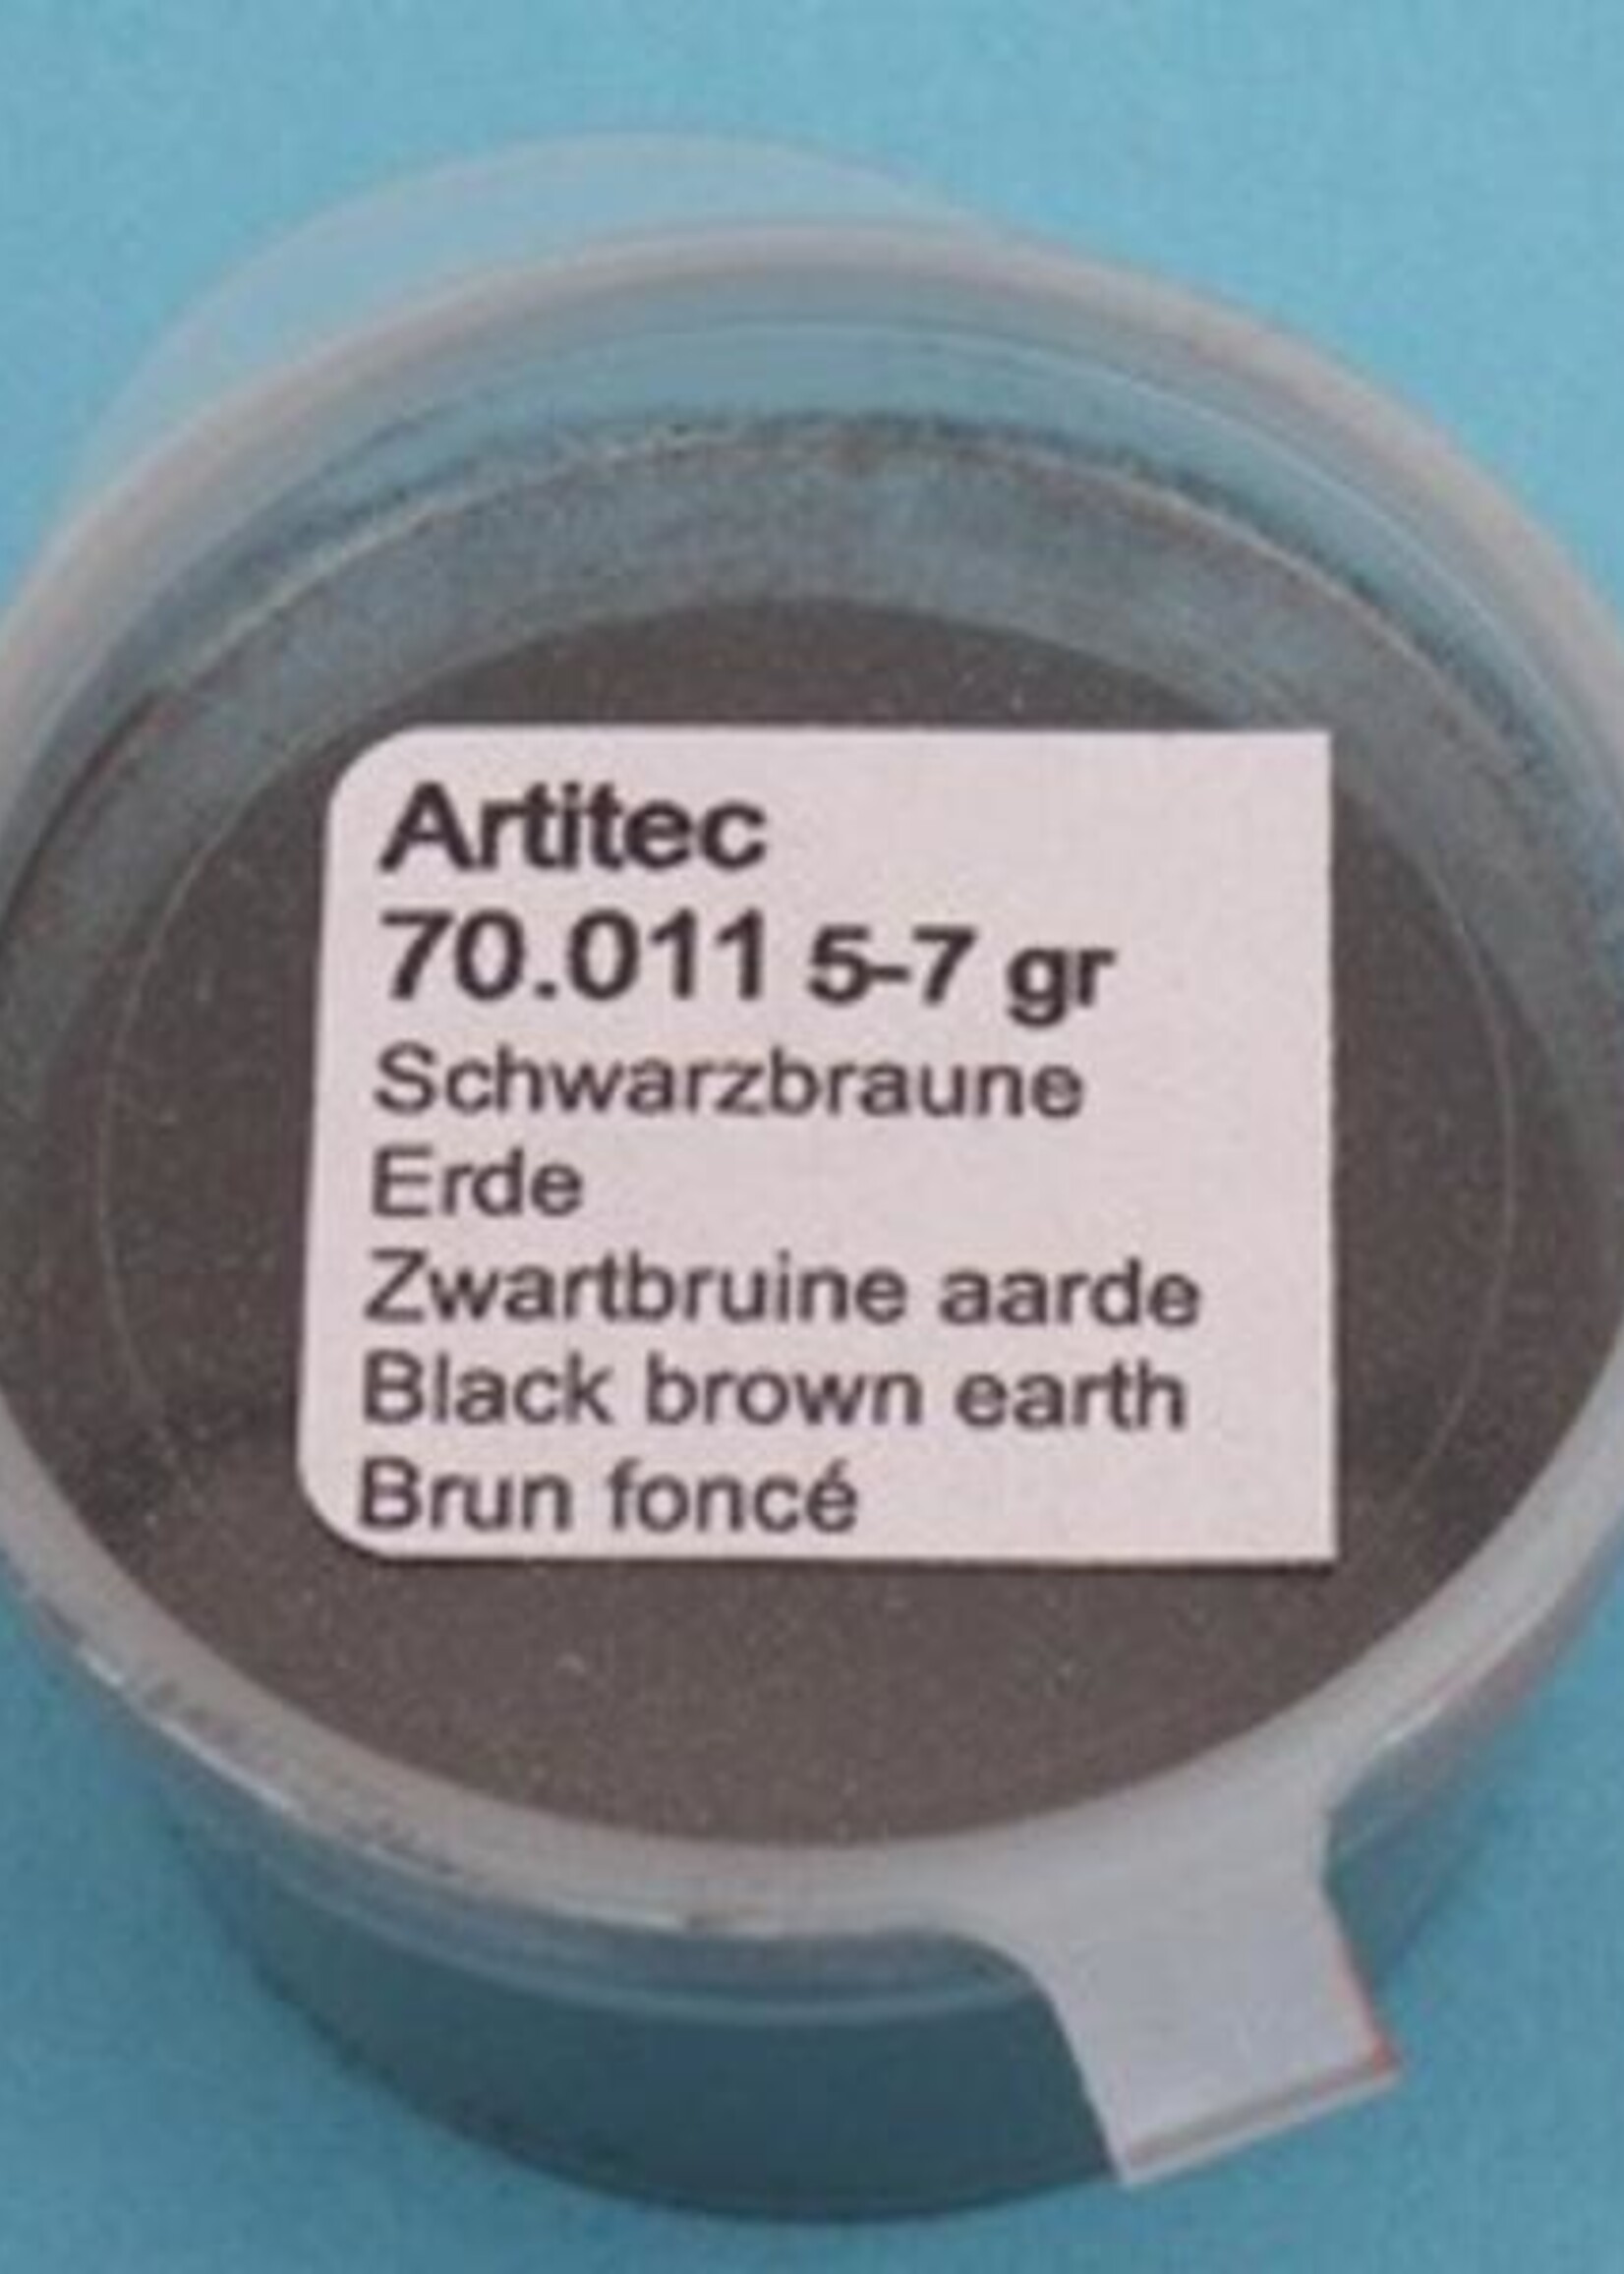 Artitec
70.011 5-7 gr
Schwarzbraune
Erde
Zwartbruine aarde
Black brown earth
Brun foncé